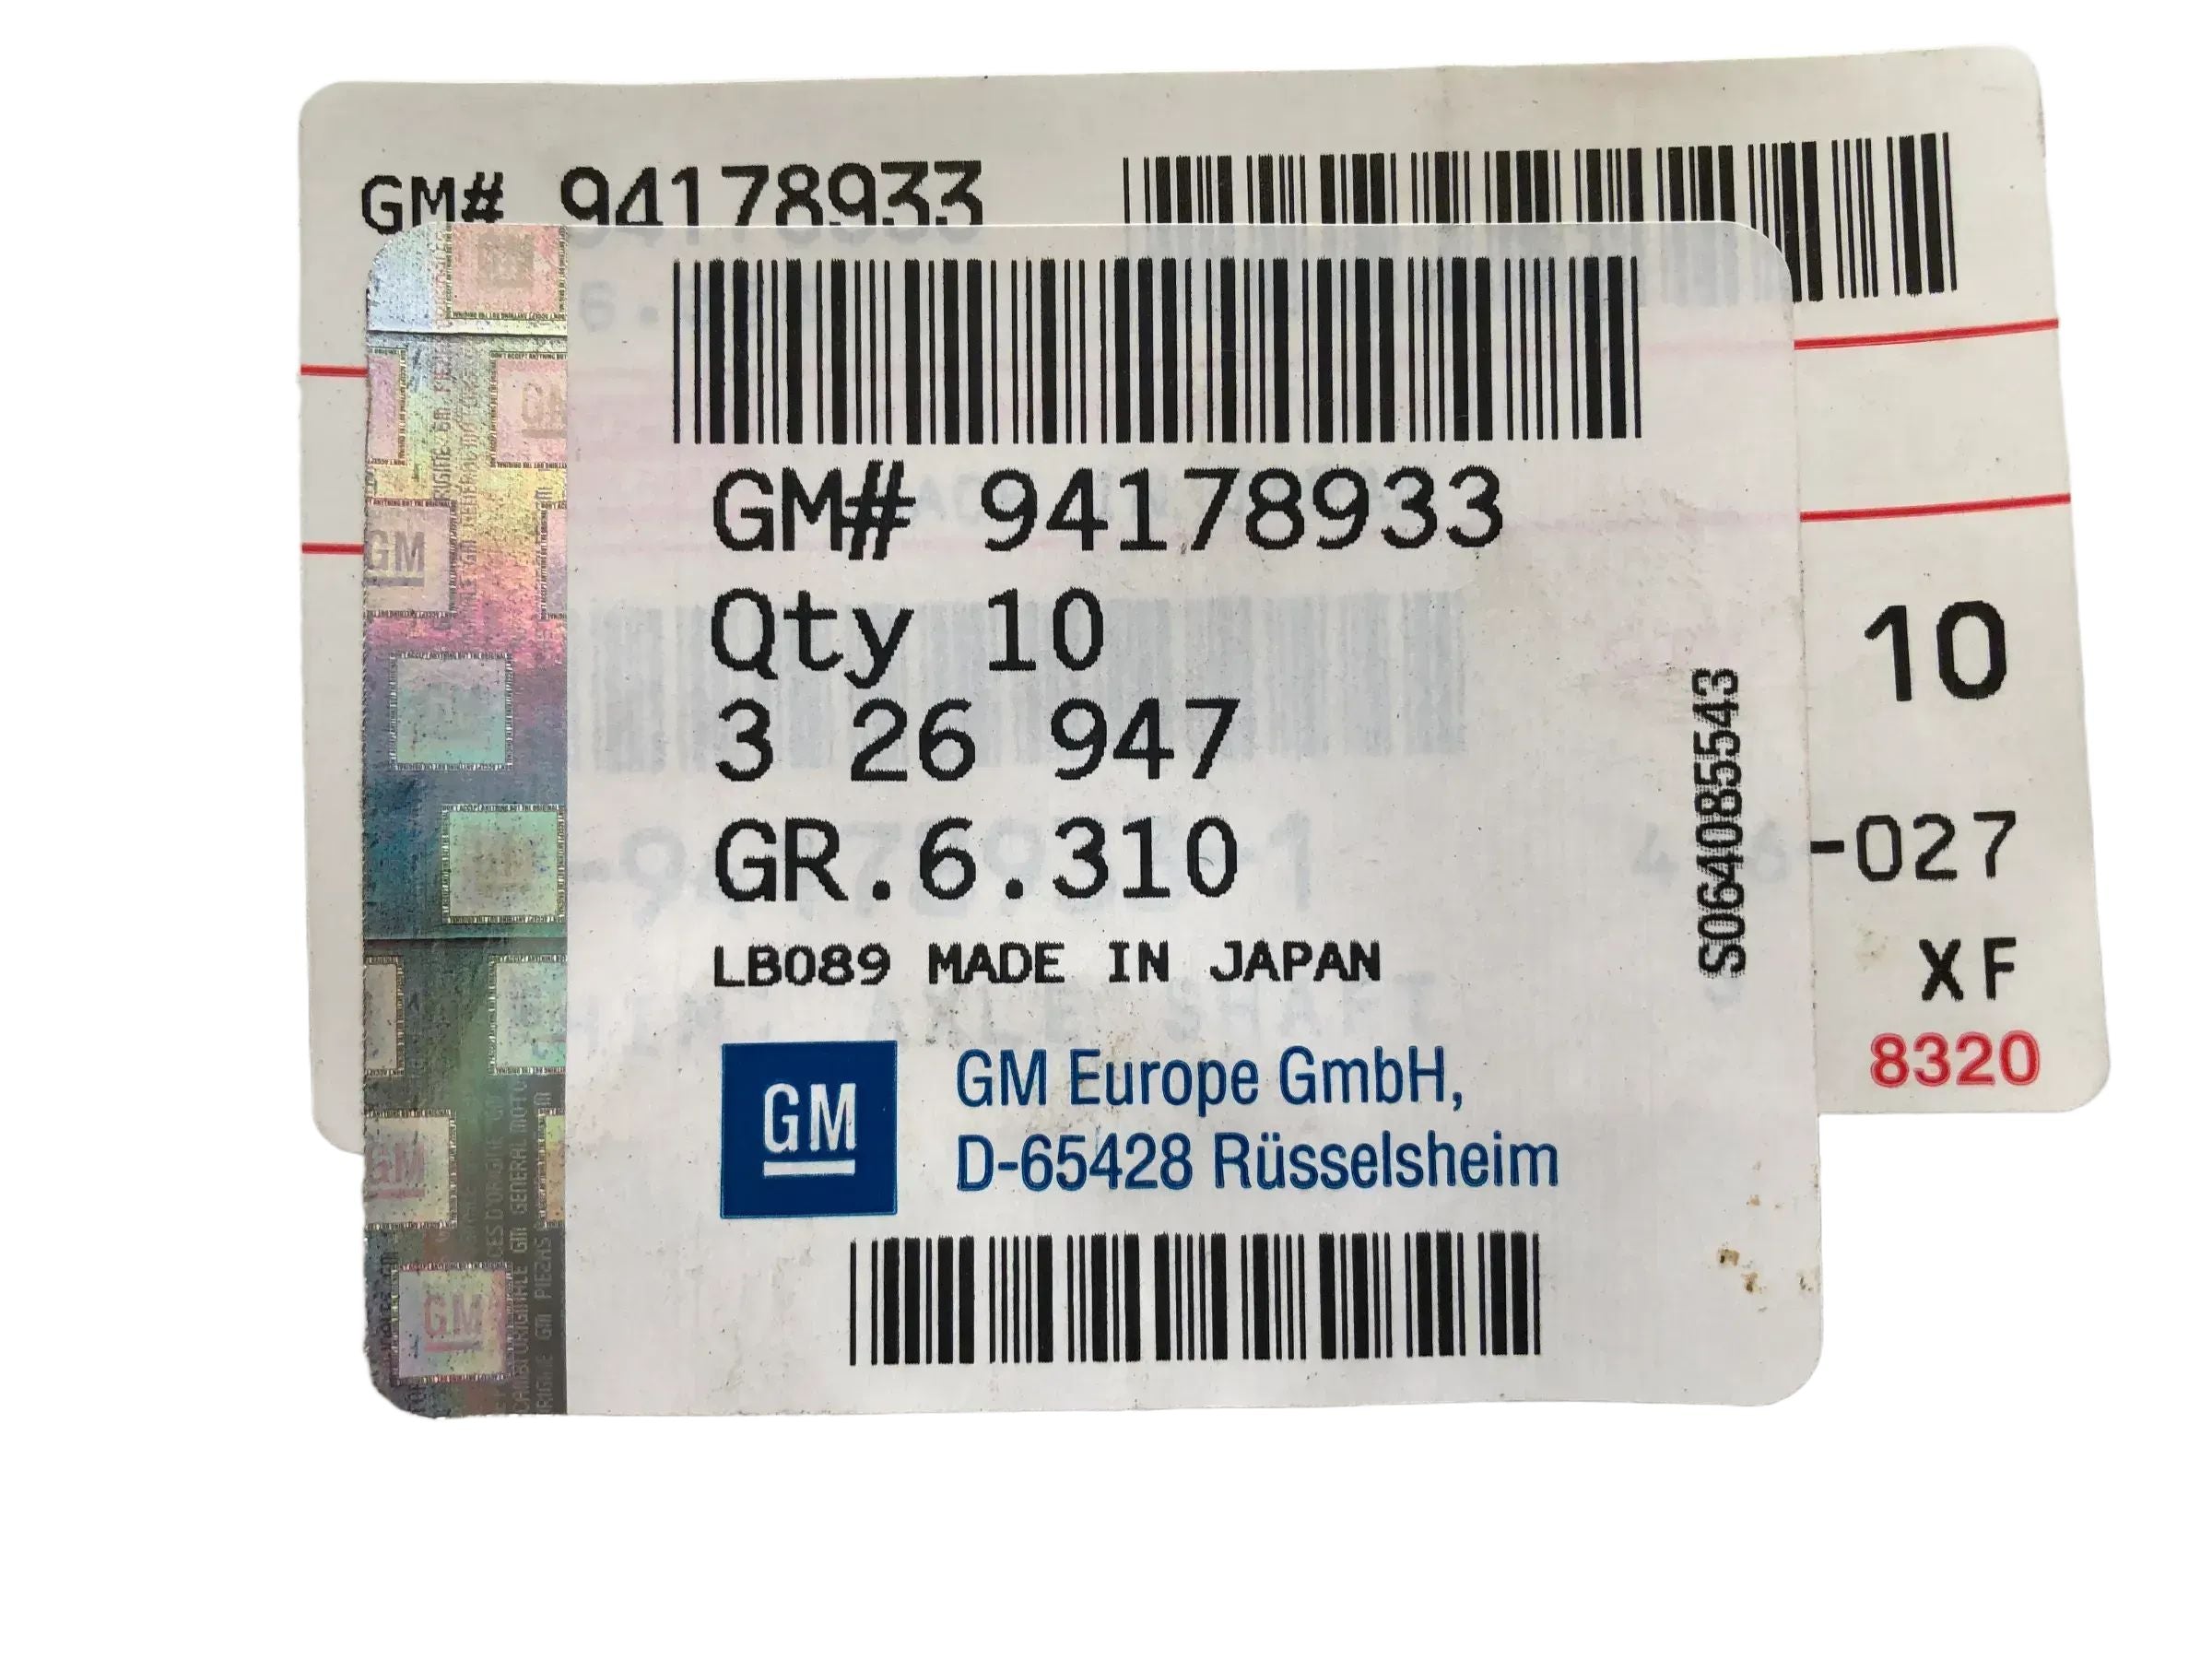 GM# 94178933
GM# 94178933
Qty 10
3 26 947
GR.6.310
LB089 MADE IN JAPAN
GM
GM Europe GmbH,
D-65428 Rüsselsheim
S064085543
10
-027
XF
8320